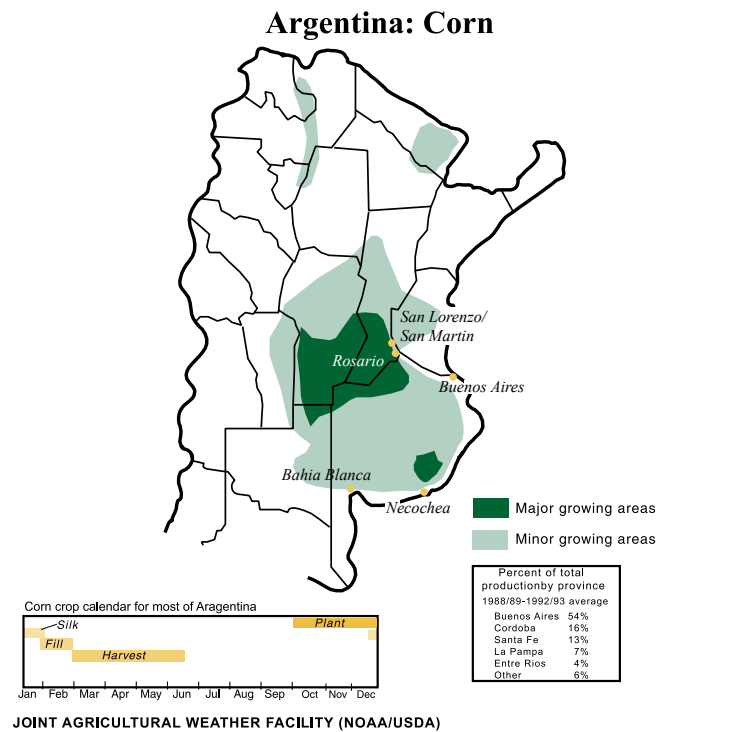 Argentina: Corn
San Lorenzo/
San Martin
Rosario
Buenos Aires
Bahia Blanca
Necochea
Major growing areas
Minor growing areas
Percent of total
productionby province
1988/89-1992/93 average
Buenos Aires 54%
Cordoba 16%
Santa Fe 13%
La Pampa 7%
Entre Rios 4%
Other 6%
Corn crop calendar for most of Aragentina
Plant
Silk
Fill
Harvest
Jan Feb Mar Apr May Jun Jul Aug Sep Oct Nov Dec
JOINT AGRICULTURAL WEATHER FACILITY (NOAA/USDA)